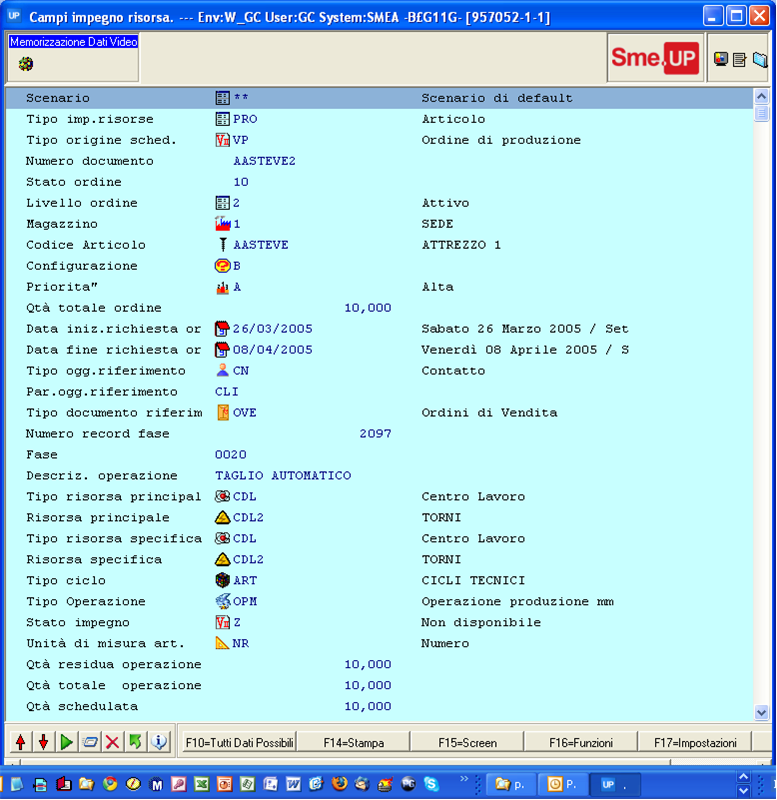 UP Campi impegno risorsa. --- Env:W_GC User:GC System:SMEA -B£G11G- [957052-1-1]
Memorizzazione Dati Video
Sme.UP
Scenario ** Scenario di default
Tipo imp.risorse PRO Articolo
Tipo origine sched. VP Ordine di produzione
Numero documento AASTEVE2
Stato ordine 10
Livello ordine 2 Attivo
Magazzino 1 SEDE
Codice Articolo AASTEVE ATTREZZO 1
Configurazione B
Priorita" A Alta
Qtà totale ordine 10,000
Data iniz.richiesta or 26/03/2005 Sabato 26 Marzo 2005 / Set
Data fine richiesta or 08/04/2005 Venerdì 08 Aprile 2005 / S
Tipo ogg.riferimento CN Contatto
Par.ogg.riferimento CLI
Tipo documento riferim OVE Ordini di Vendita
Numero record fase 2097
Fase 0020
Descriz. operazione TAGLIO AUTOMATICO
Tipo risorsa principal CDL Centro Lavoro
Risorsa principale CDL2 TORNI
Tipo risorsa specifica CDL Centro Lavoro
Risorsa specifica CDL2 TORNI
Tipo ciclo ART CICLI TECNICI
Tipo Operazione OPM Operazione produzione mm
Stato impegno Z Non disponibile
Unità di misura art. NR Numero
Qtà residua operazione 10,000
Qtà totale operazione 10,000
Qtà schedulata 10,000
F10=Tutti Dati Possibili F14=Stampa F15=Screen F16=Funzioni F17=Impostazioni
» p. P. UP .